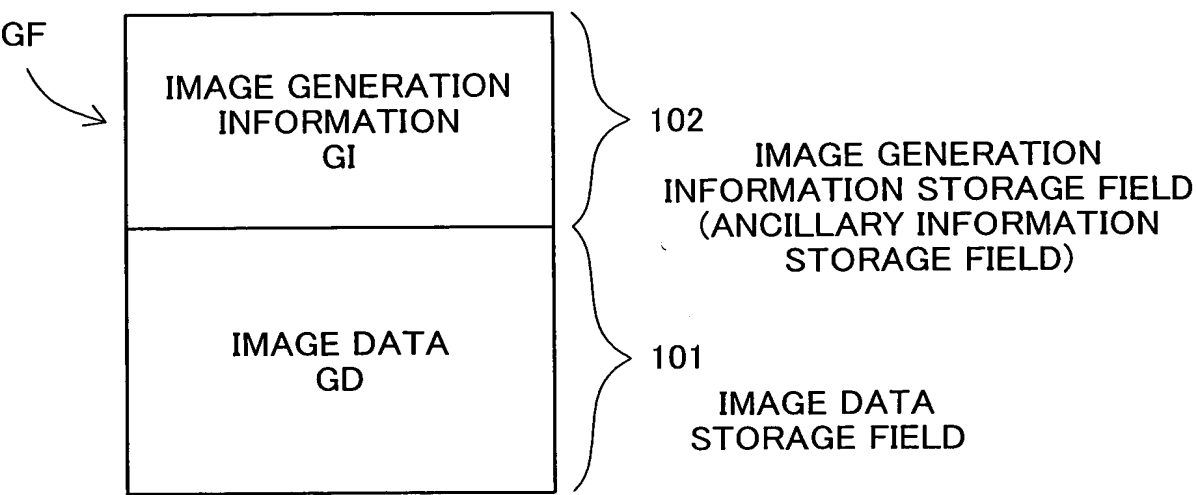 GF
IMAGE GENERATION
INFORMATION
GI
102
IMAGE GENERATION
INFORMATION STORAGE FIELD
(ANCILLARY INFORMATION
STORAGE FIELD)
IMAGE DATA
GD
101
IMAGE DATA
STORAGE FIELD